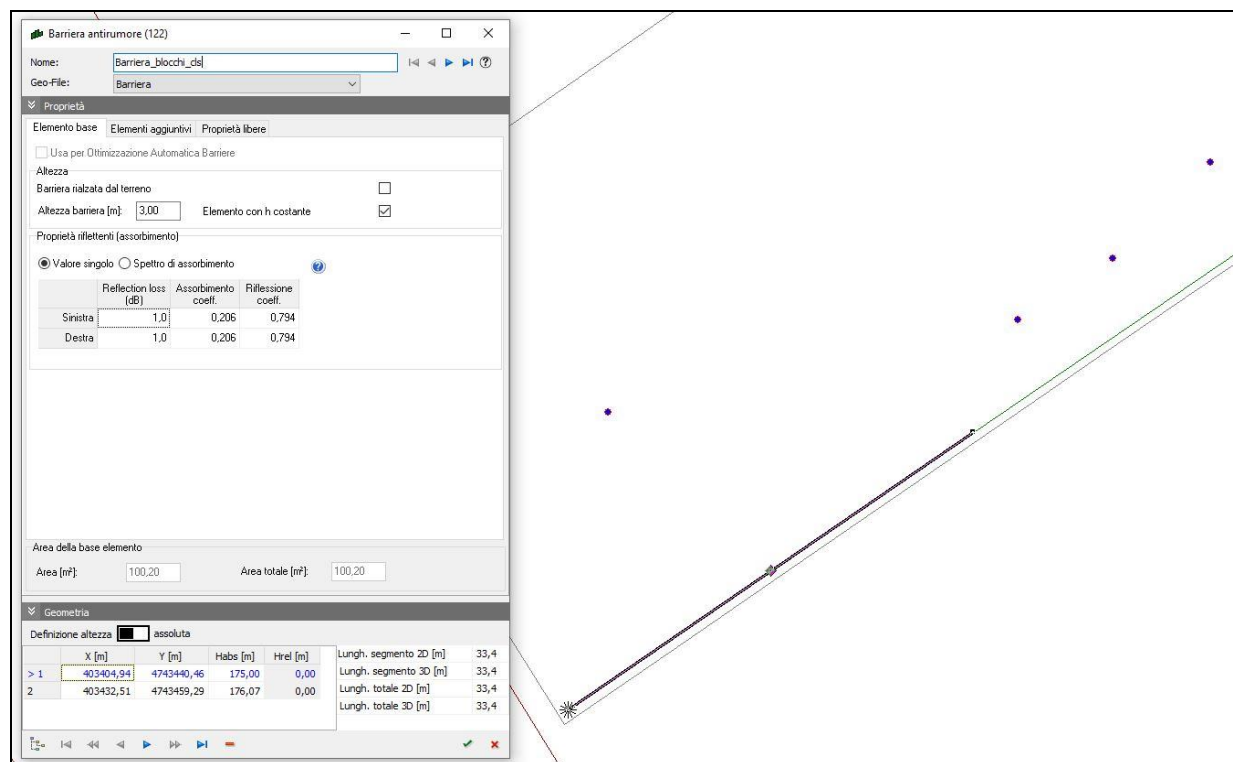 Barriera antirumore (122)
Nome: Barriera_blocchi_cls
Geo-File: Barriera
Proprietà
Elemento base Elementi aggiuntivi Proprietà libere
Usa per Ottimizzazione Automatica Barriere
Altezza
Barriera rialzata dal terreno
Altezza barriera [m]: 3,00 Elemento con h costante
Proprietà riflettenti (assorbimento)
Valore singolo Spettro di assorbimento
Reflection loss [dB] Assorbimento coeff. Riflessione coeff.
Sinistra 1,0 0,206 0,794
Destra 1,0 0,206 0,794
Area della base elemento
Area [m²]: 100,20 Area totale [m²]: 100,20
Geometria
Definizione altezza assoluta
X [m] Y [m] Habs [m] Hrel [m]
> 1 403404,94 4743440,46 175,00 0,00
2 403432,51 4743459,29 176,07 0,00
Lungh. segmento 2D [m] 33,4
Lungh. segmento 3D [m] 33,4
Lungh. totale 2D [m] 33,4
Lungh. totale 3D [m] 33,4